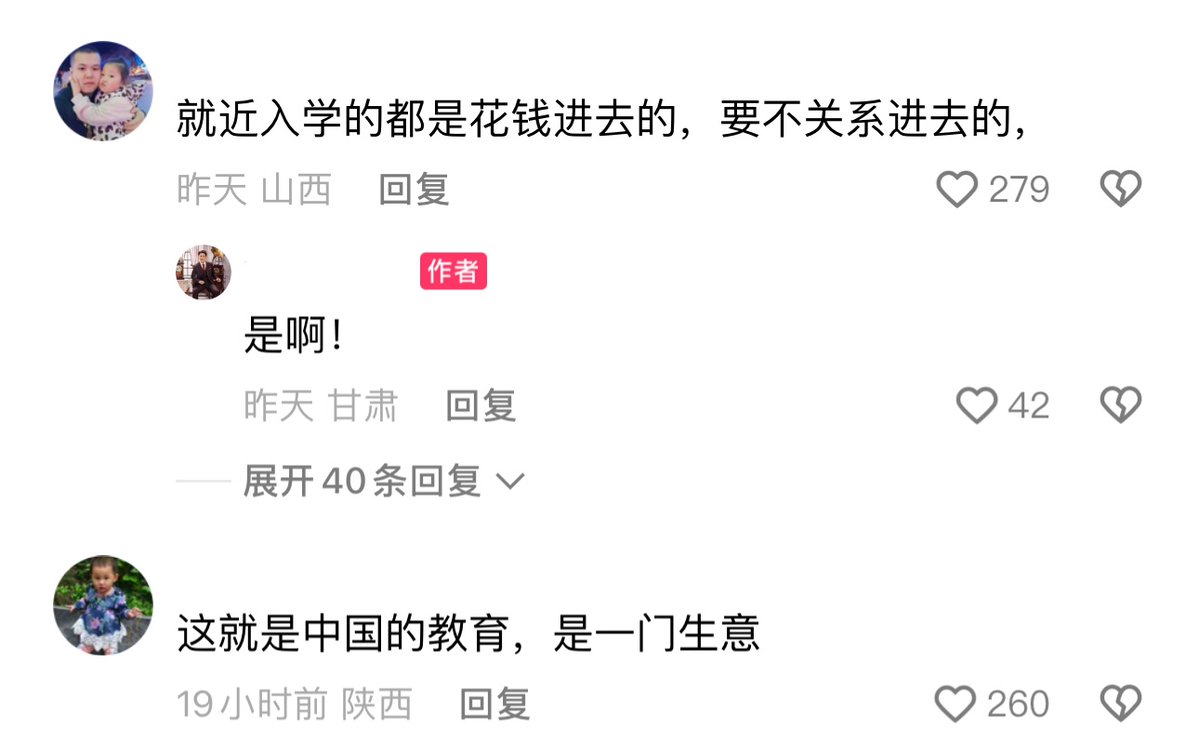 就近入学的都是花钱进去的，要不关系进去的，
昨天 山西 回复 279
作者
是啊！
昨天 甘肃 回复 42
展开40条回复
这就是中国的教育，是一门生意
19小时前 陕西 回复 260